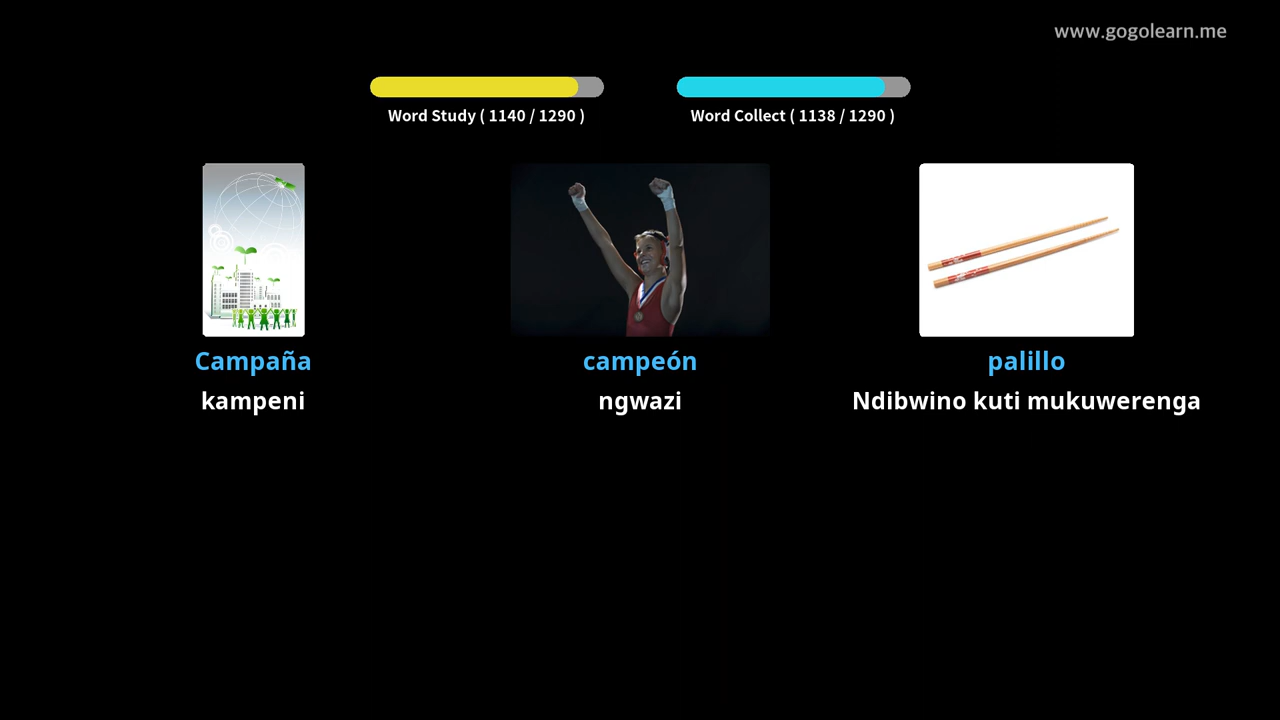 www.gogolearn.me
Word Study ( 1140 / 1290 )
Word Collect ( 1138 / 1290 )
Campaña
kampeni
campeón
ngwazi
palillo
Ndibwino kuti mukuwerenga